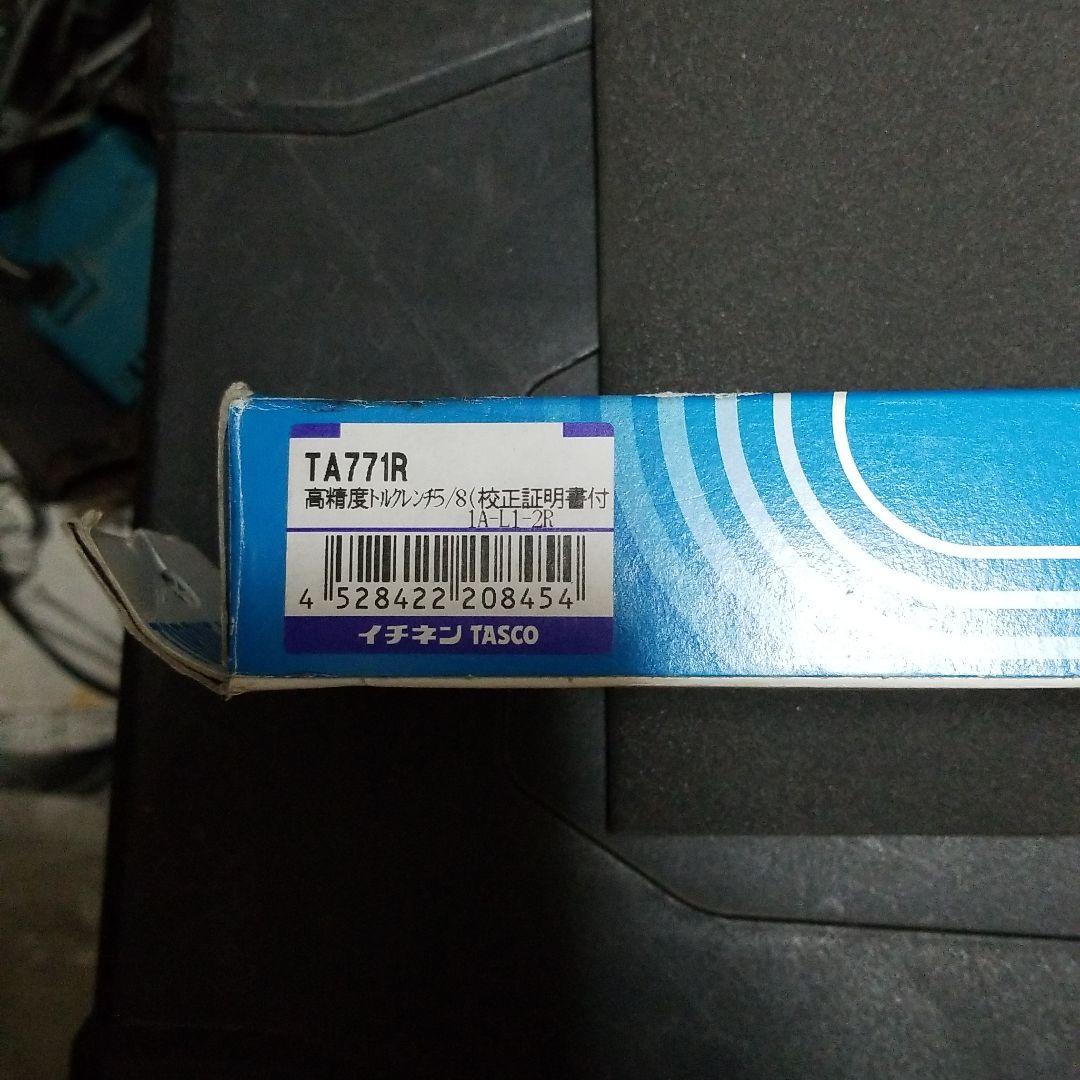 TA771R
高精度ﾄﾙｸﾚﾝﾁ5/8(校正証明書付
1A-L1-2R
4 528422 208454
イチネン TASCO